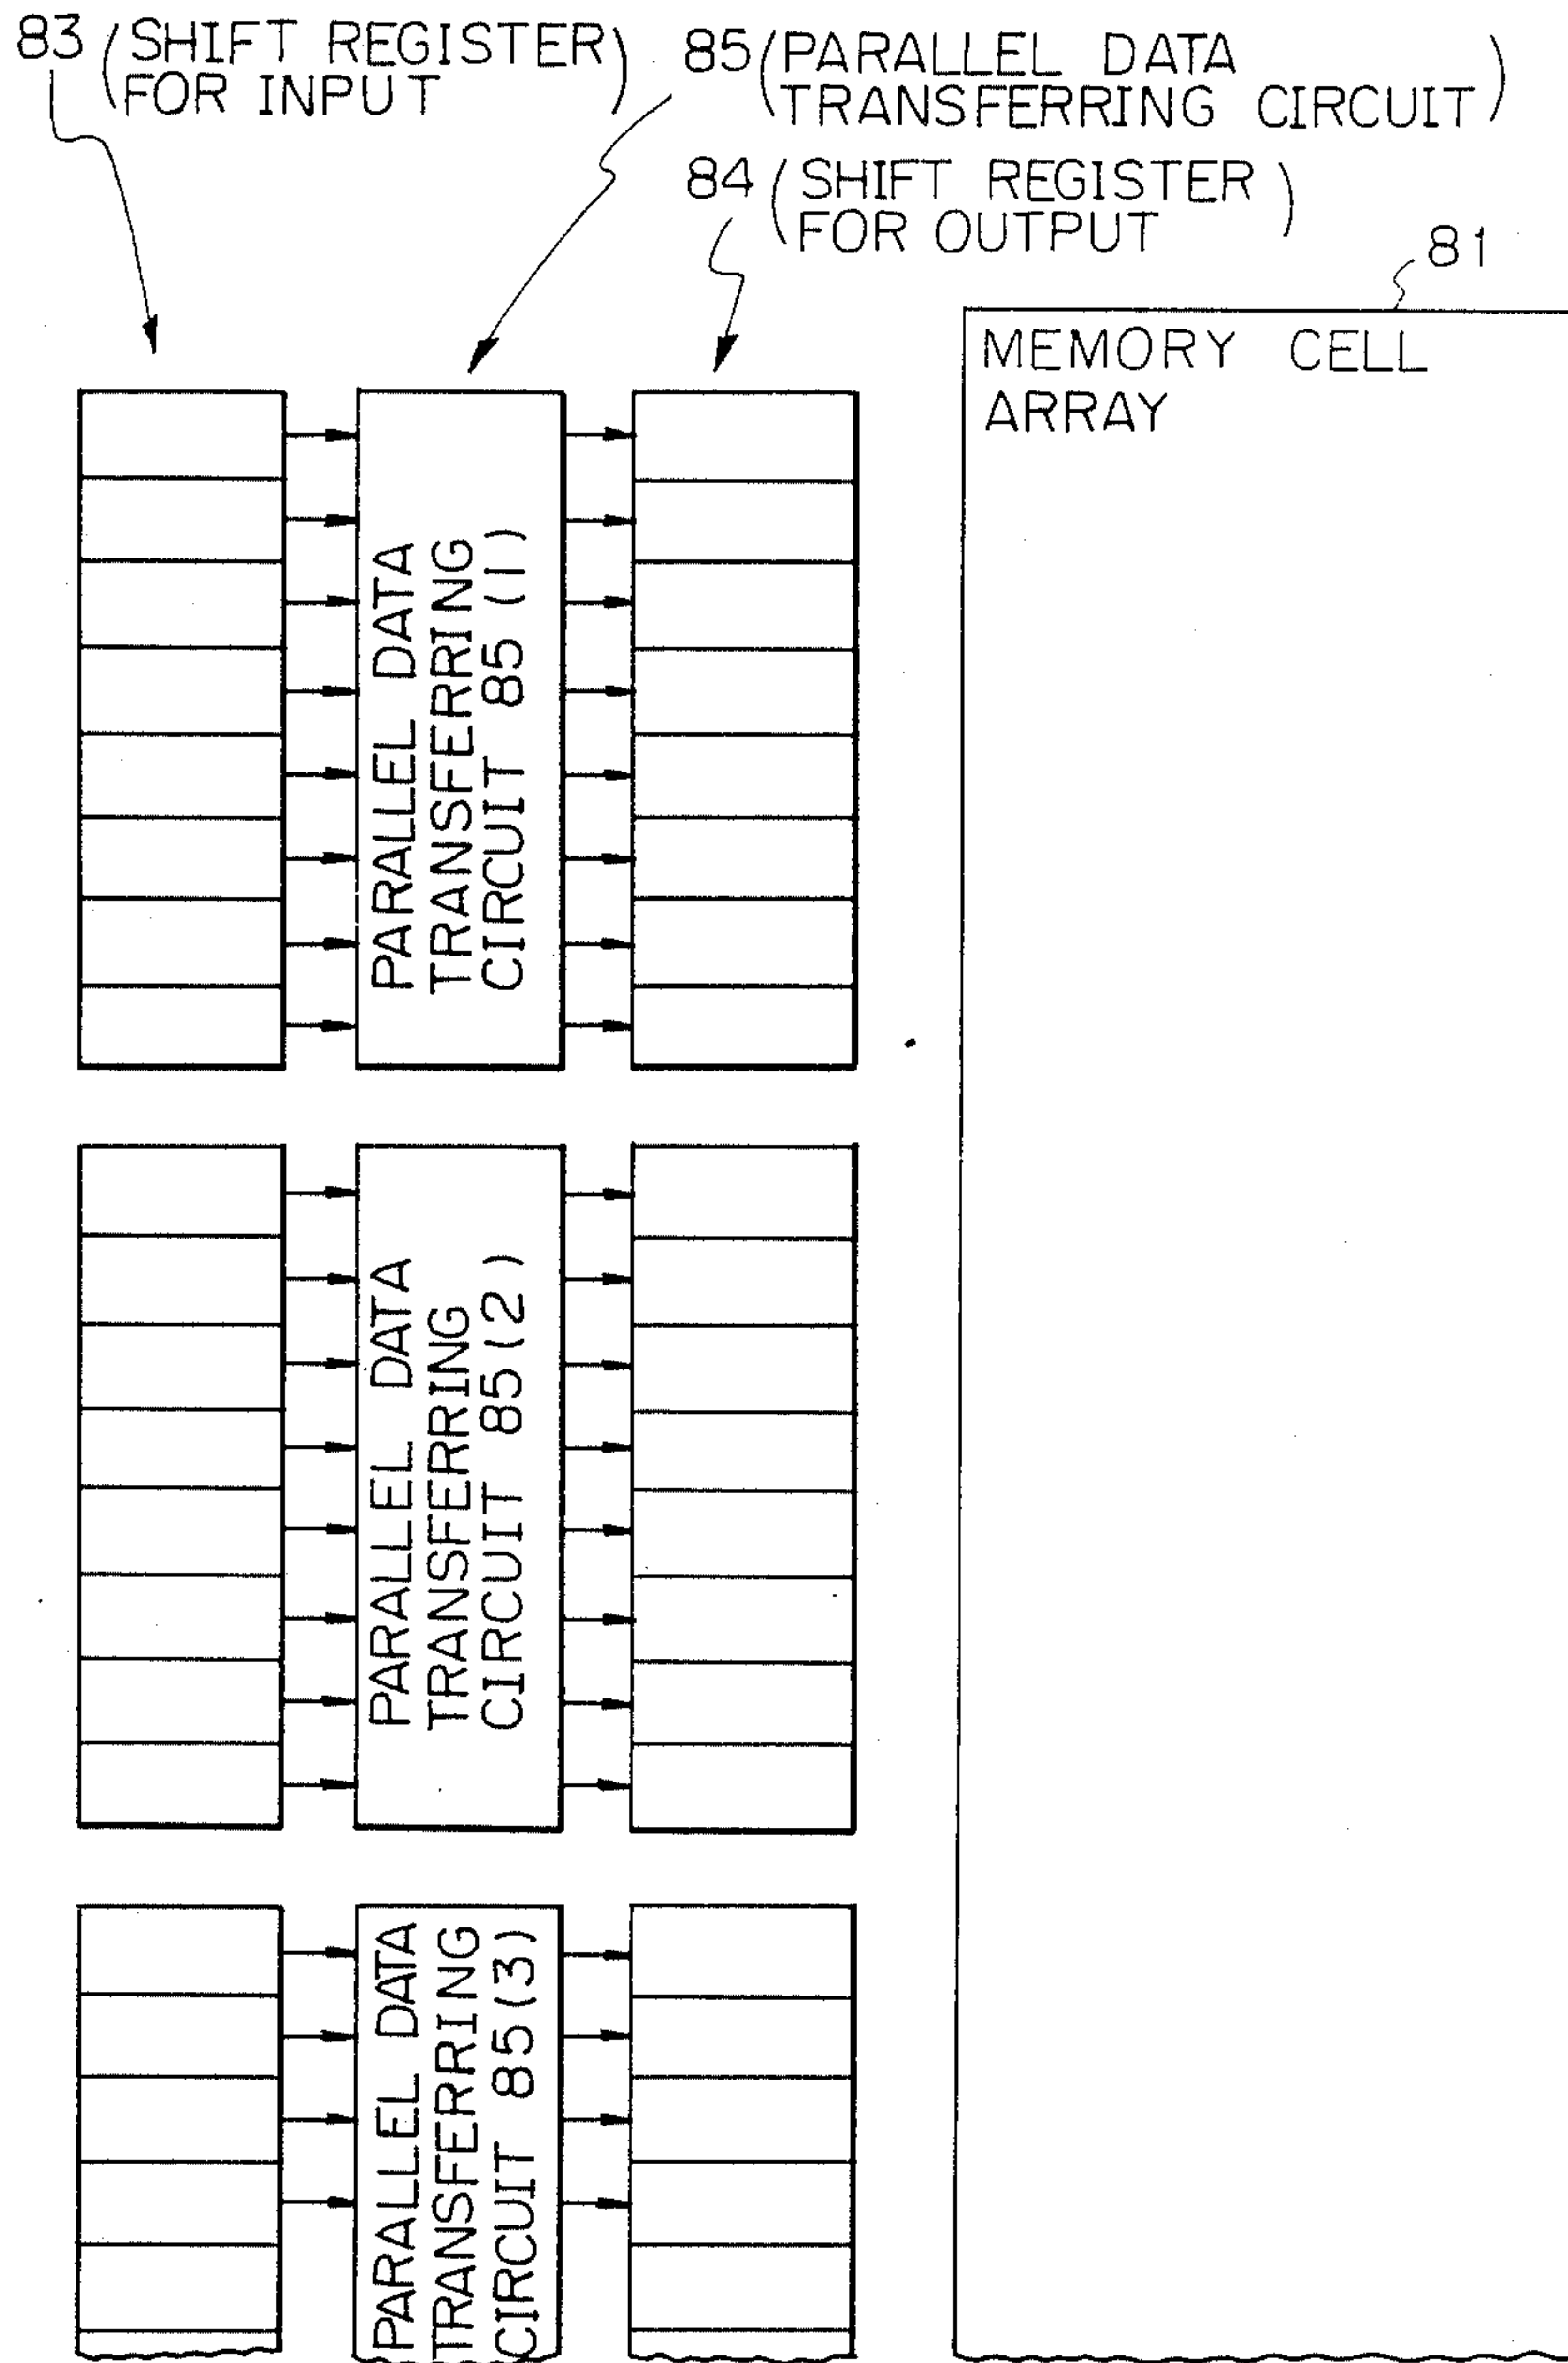 83 (SHIFT REGISTER)
FOR INPUT
85 (PARALLEL DATA
TRANSFERRING CIRCUIT)
84 (SHIFT REGISTER)
FOR OUTPUT
81
MEMORY CELL
ARRAY
PARALLEL DATA
TRANSFERRING
CIRCUIT 85 (1)
PARALLEL DATA
TRANSFERRING
CIRCUIT 85 (2)
PARALLEL DATA
TRANSFERRING
CIRCUIT 85 (3)